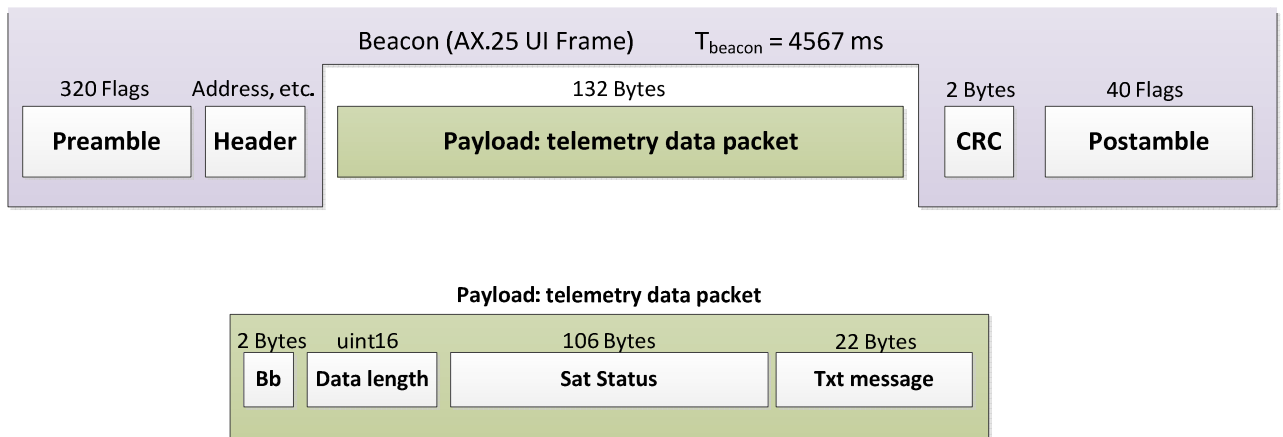 Beacon (AX.25 UI Frame) T_beacon = 4567 ms
320 Flags Address, etc. 132 Bytes 2 Bytes 40 Flags
Preamble Header Payload: telemetry data packet CRC Postamble
Payload: telemetry data packet
2 Bytes uint16 106 Bytes 22 Bytes
Bb Data length Sat Status Txt message